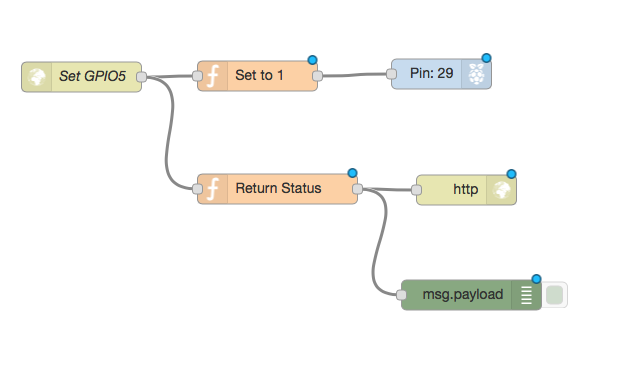 Set GPIO5
Set to 1
Pin: 29
Return Status
http
msg.payload